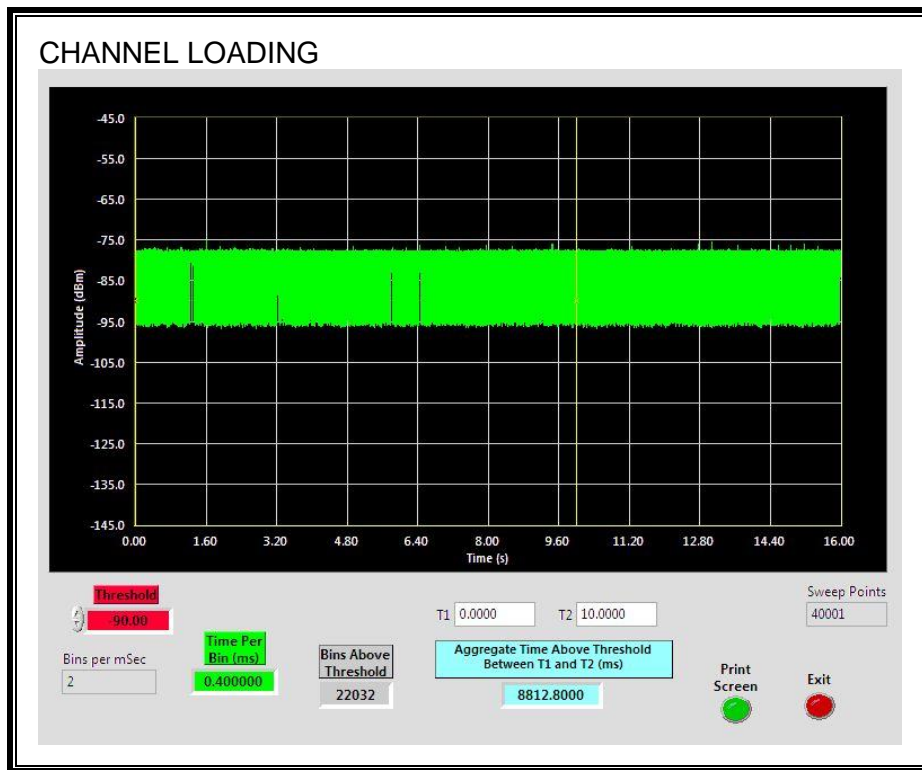 CHANNEL LOADING
Amplitude (dBm)
-45.0
-55.0
-65.0
-75.0
-85.0
-95.0
-105.0
-115.0
-125.0
-135.0
-145.0
0.00 1.60 3.20 4.80 6.40 8.00 9.60 11.20 12.80 14.40 16.00
Time (s)
Threshold
-90.00
Bins per mSec
2
Time Per
Bin (ms)
0.400000
Bins Above
Threshold
22032
T1 0.0000 T2 10.0000
Aggregate Time Above Threshold
Between T1 and T2 (ms)
8812.8000
Sweep Points
40001
Print
Screen
Exit